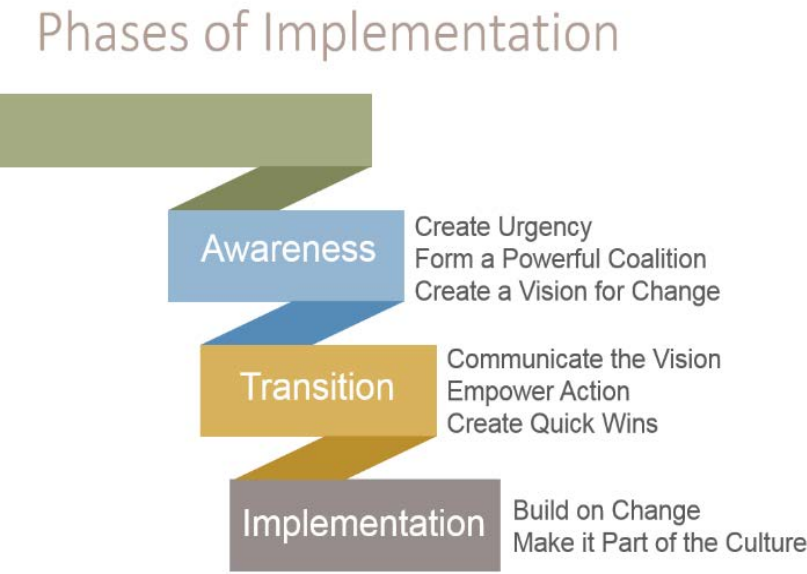 Phases of Implementation
Awareness
Create Urgency
Form a Powerful Coalition
Create a Vision for Change
Transition
Communicate the Vision
Empower Action
Create Quick Wins
Implementation
Build on Change
Make it Part of the Culture